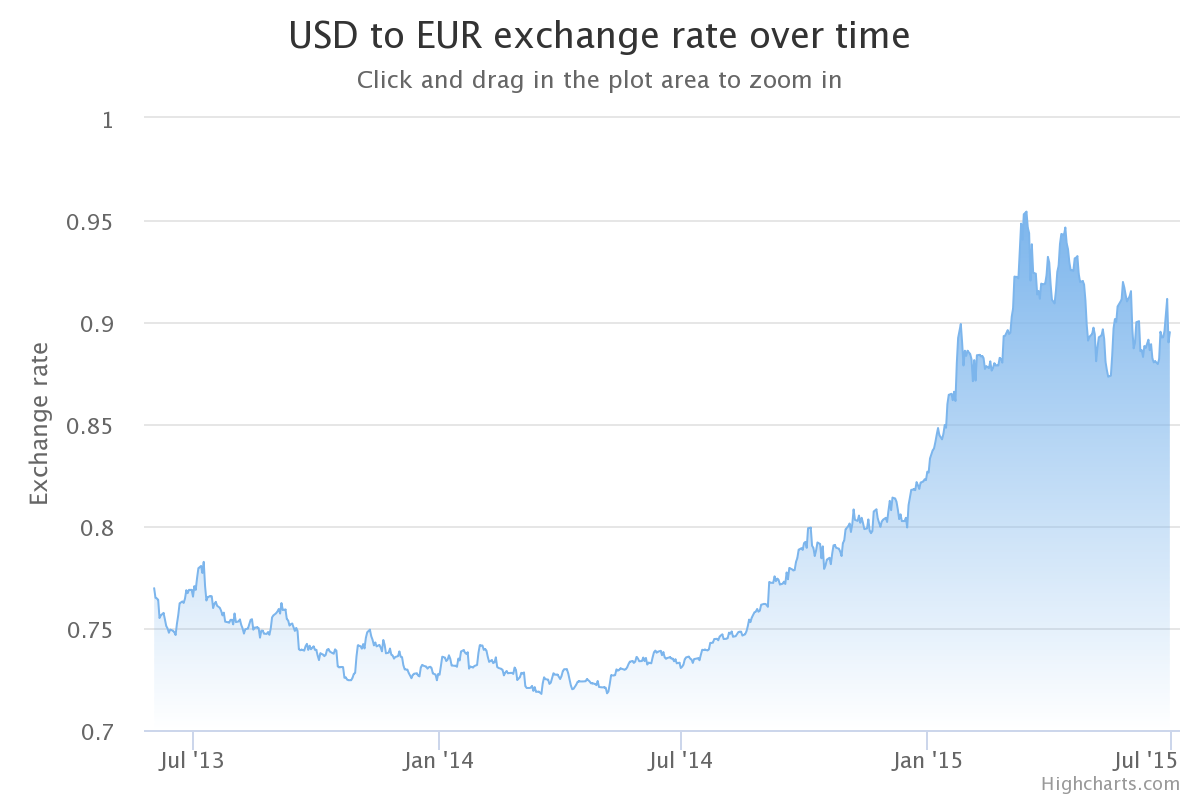 USD to EUR exchange rate over time
Click and drag in the plot area to zoom in
Exchange rate
1
0.95
0.9
0.85
0.8
0.75
0.7
Jul '13
Jan '14
Jul '14
Jan '15
Jul '15
Highcharts.com